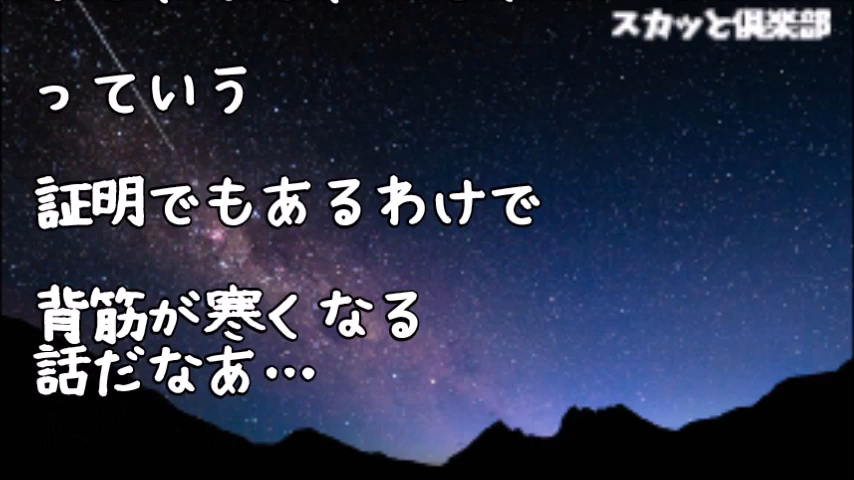 スカッと倶楽部
っていう
証明でもあるわけで
背筋が寒くなる
話だなあ…